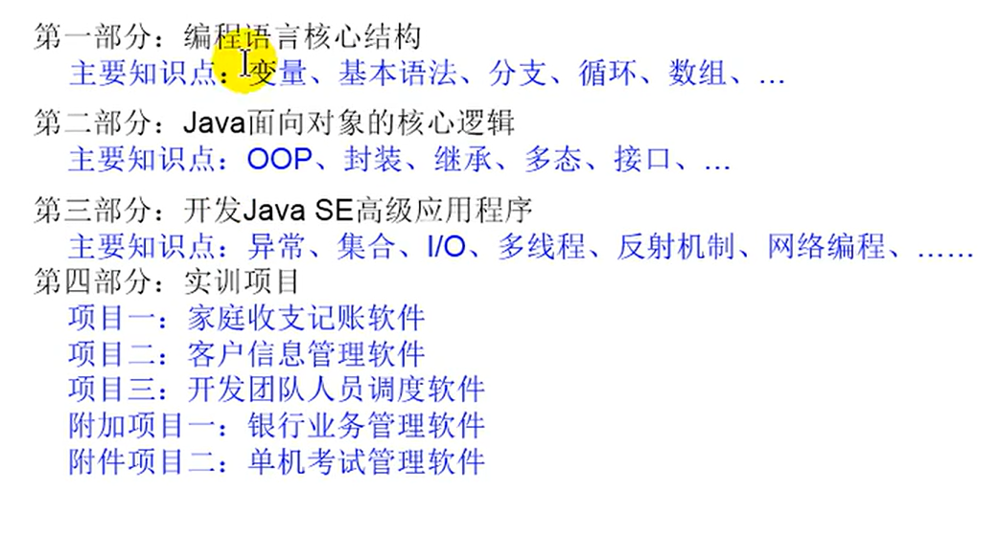 第一部分：编程语言核心结构
主要知识点：变量、基本语法、分支、循环、数组、…
第二部分：Java面向对象的核心逻辑
主要知识点：OOP、封装、继承、多态、接口、…
第三部分：开发Java SE高级应用程序
主要知识点：异常、集合、I/O、多线程、反射机制、网络编程、……
第四部分：实训项目
项目一：家庭收支记账软件
项目二：客户信息管理软件
项目三：开发团队人员调度软件
附加项目一：银行业务管理软件
附件项目二：单机考试管理软件